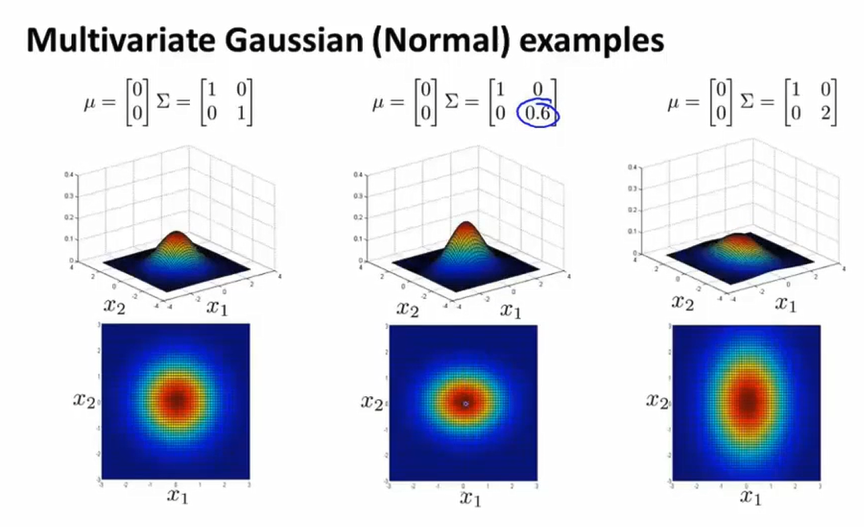 Multivariate Gaussian (Normal) examples
μ = [0 0] Σ = [1 0 0 1]
μ = [0 0] Σ = [1 0 0 0.6]
μ = [0 0] Σ = [1 0 0 2]
x2 x1
x2 x1
x2 x1
x2
x1
x2
x1
x2
x1